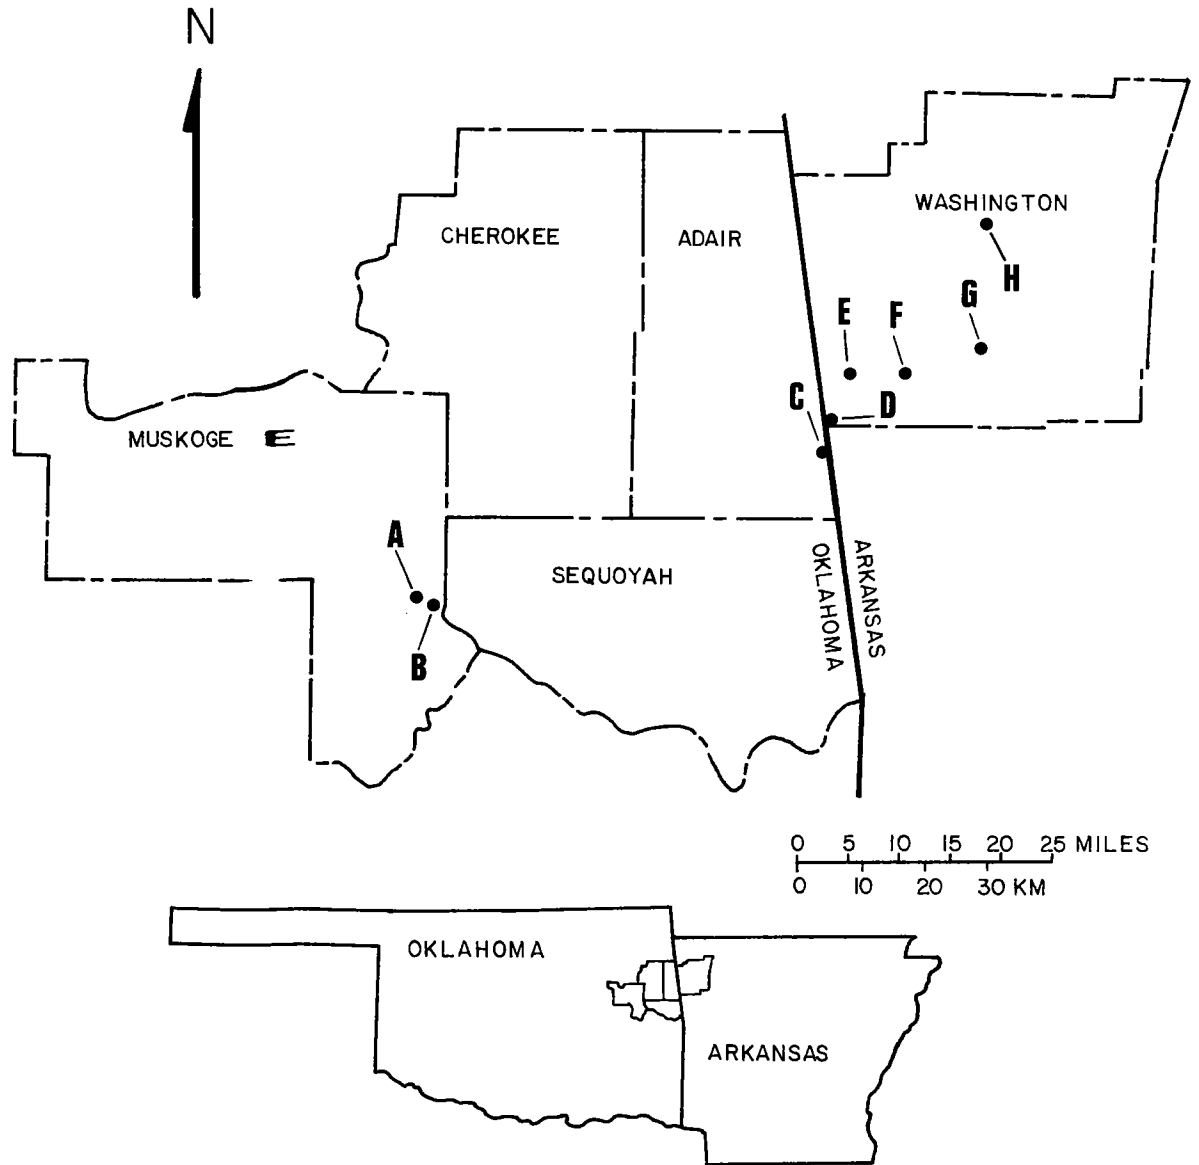 N
WASHINGTON
CHEROKEE
ADAIR
H
G
E
F
C
D
MUSKOGEE
A
SEQUOYAH
ARKANSAS
OKLAHOMA
B
0 5 10 15 20 25 MILES
0 10 20 30 KM
OKLAHOMA
ARKANSAS